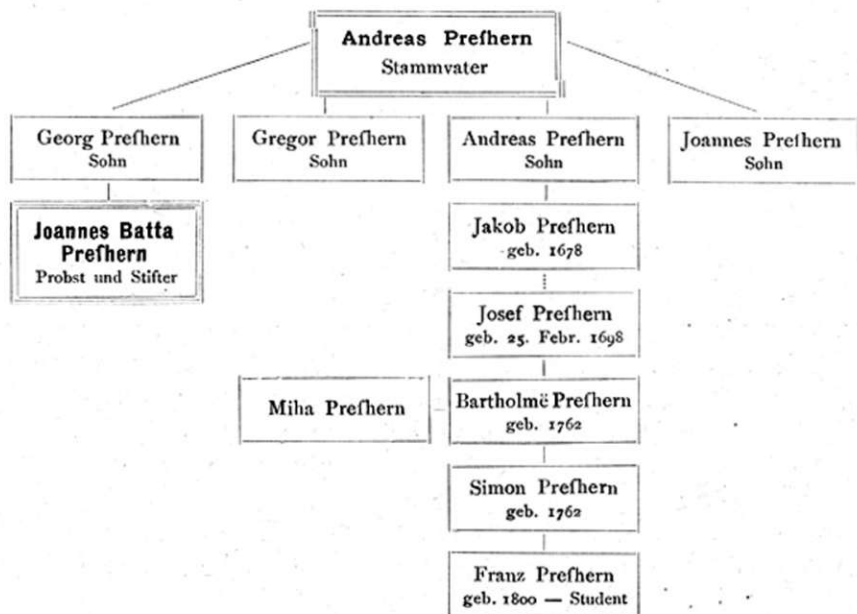 Andreas Preſhern
Stammvater
Georg Preſhern
Sohn
Gregor Preſhern
Sohn
Andreas Preſhern
Sohn
Joannes Preſhern
Sohn
Joannes Batta
Preſhern
Probst und Stifter
Jakob Preſhern
geb. 1678
Josef Preſhern
geb. 25. Febr. 1698
Miha Preſhern
Bartholmë Preſhern
geb. 1762
Simon Preſhern
geb. 1762
Franz Preſhern
geb. 1800 — Student